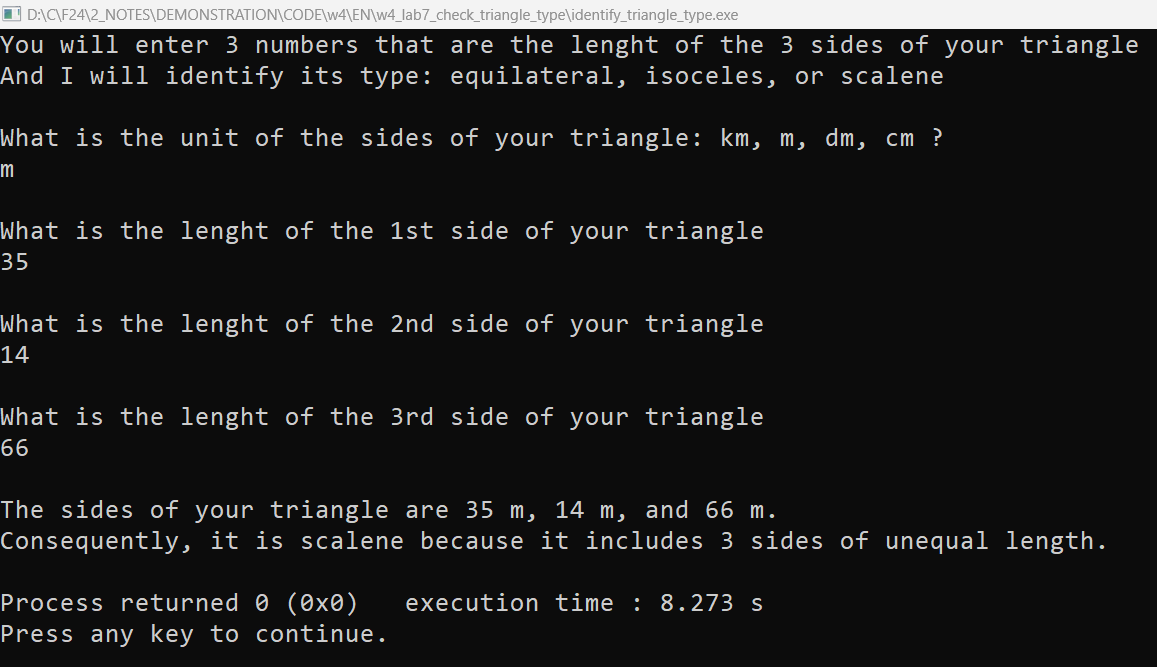 D:\C\F24\2_NOTES\DEMONSTRATION\CODE\w4\EN\w4_lab7_check_triangle_type\identify_triangle_type.exe
You will enter 3 numbers that are the lenght of the 3 sides of your triangle
And I will identify its type: equilateral, isoceles, or scalene
What is the unit of the sides of your triangle: km, m, dm, cm ?
m
What is the lenght of the 1st side of your triangle
35
What is the lenght of the 2nd side of your triangle
14
What is the lenght of the 3rd side of your triangle
66
The sides of your triangle are 35 m, 14 m, and 66 m.
Consequently, it is scalene because it includes 3 sides of unequal length.
Process returned 0 (0x0)   execution time : 8.273 s
Press any key to continue.